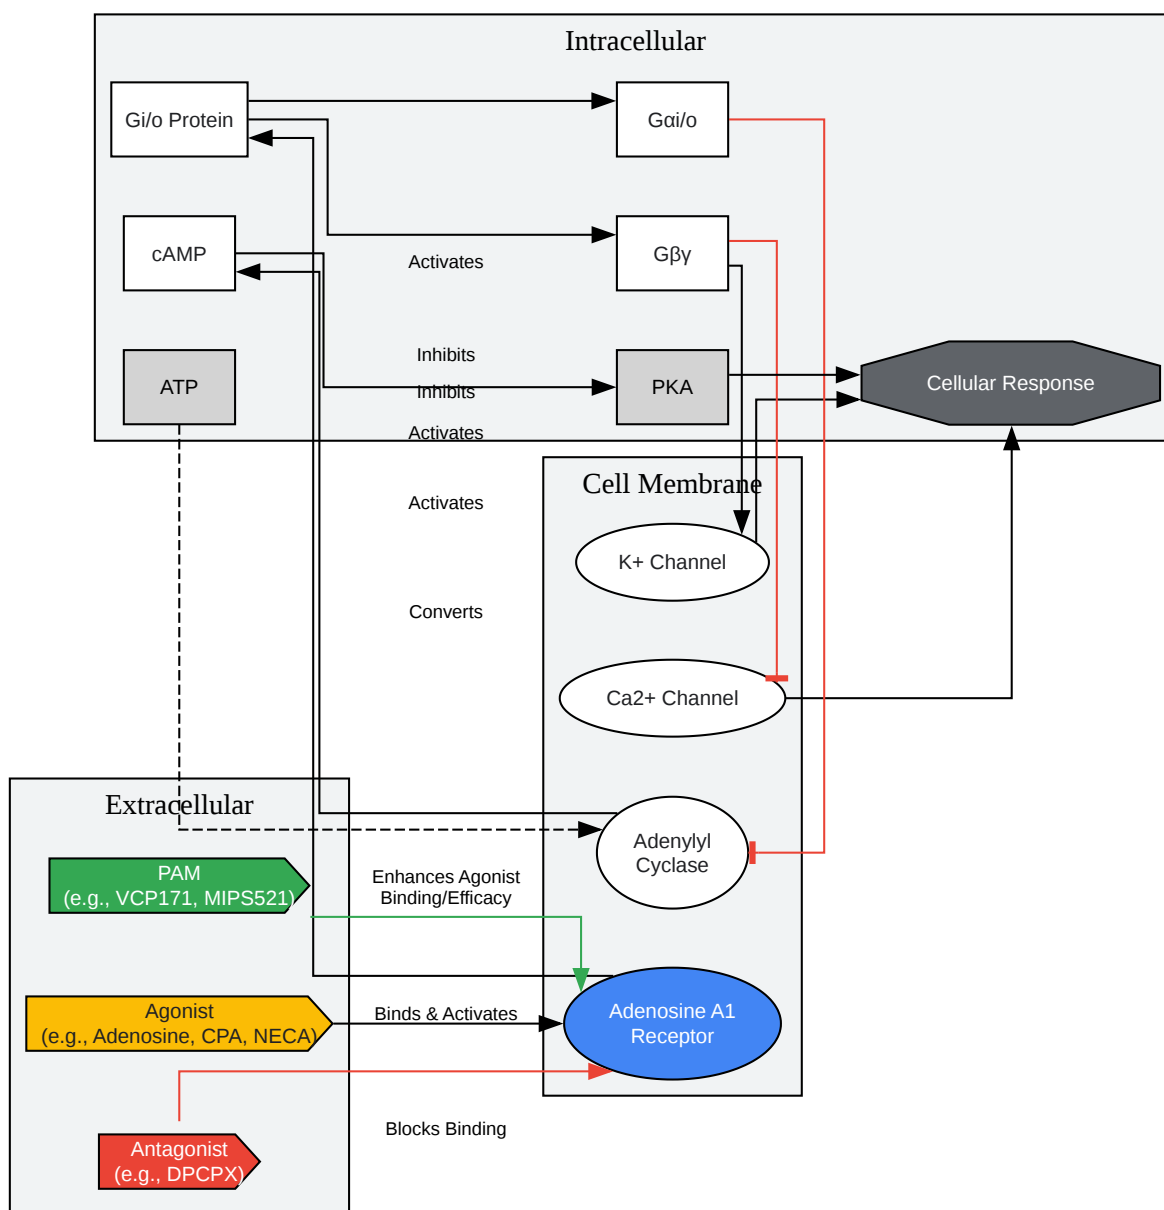 Intracellular
Gi/o Protein
Gαi/o
cAMP
Gβγ
Activates
Inhibits
ATP
Inhibits
PKA
Cellular Response
Activates
Cell Membrane
Activates
K+ Channel
Converts
Ca2+ Channel
Extracellular
Adenylyl
Cyclase
PAM
(e.g., VCP171, MIPS521)
Enhances Agonist
Binding/Efficacy
Agonist
(e.g., Adenosine, CPA, NECA)
Binds & Activates
Adenosine A1
Receptor
Blocks Binding
Antagonist
(e.g., DPCPX)